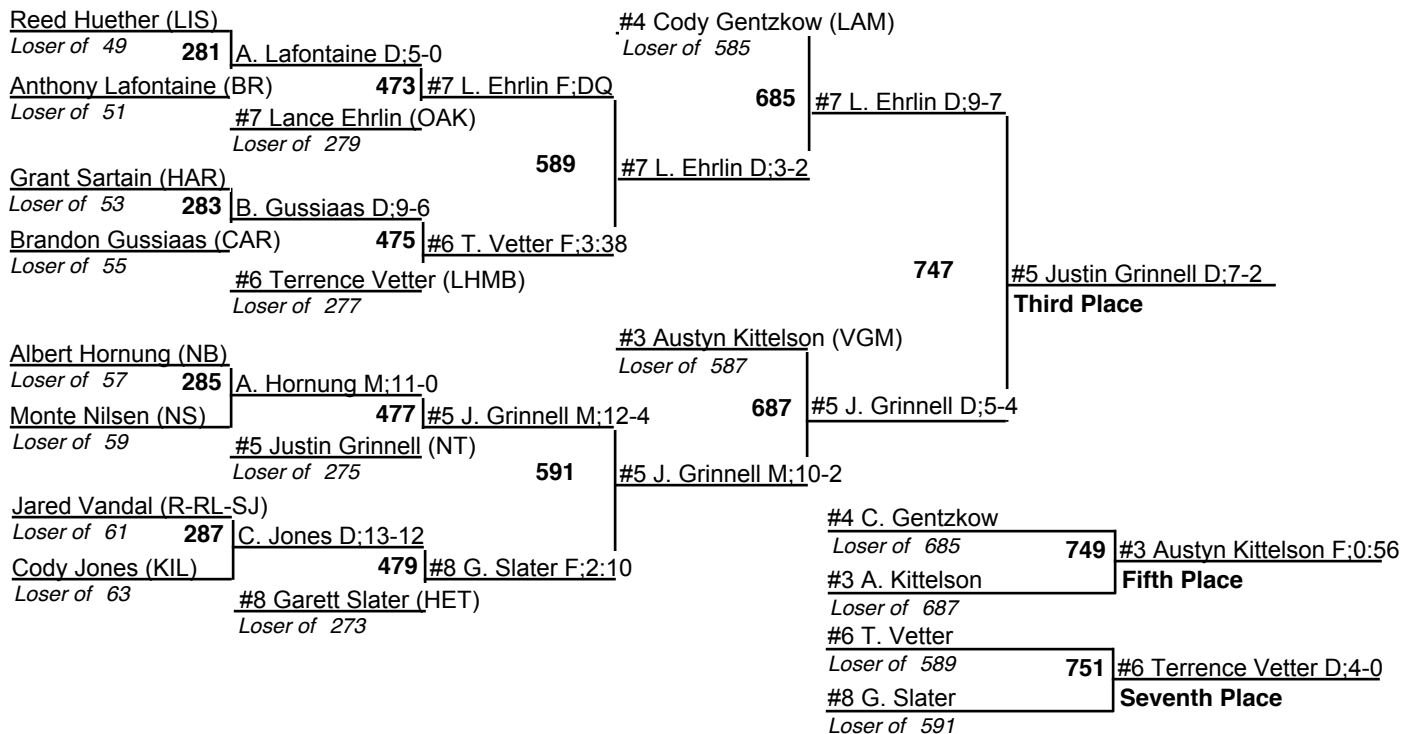 Reed Huether (LIS)
Loser of 49
281
A. Lafontaine D;5-0
Anthony Lafontaine (BR)
Loser of 51
473
#7 L. Ehrlin F;DQ
#7 Lance Ehrlin (OAK)
Loser of 279
589
#7 L. Ehrlin D;3-2
Grant Sartain (HAR)
Loser of 53
283
B. Gussiaas D;9-6
Brandon Gussiaas (CAR)
Loser of 55
475
#6 T. Vetter F;3:38
#6 Terrence Vetter (LHMB)
Loser of 277
#4 Cody Gentzkow (LAM)
Loser of 585
685
#7 L. Ehrlin D;9-7
747
#5 Justin Grinnell D;7-2
Third Place
Albert Hornung (NB)
Loser of 57
285
A. Hornung M;11-0
Monte Nilsen (NS)
Loser of 59
477
#5 J. Grinnell M;12-4
#5 Justin Grinnell (NT)
Loser of 275
591
#5 J. Grinnell M;10-2
#3 Austyn Kittelson (VGM)
Loser of 587
687
#5 J. Grinnell D;5-4
Jared Vandal (R-RL-SJ)
Loser of 61
287
C. Jones D;13-12
Cody Jones (KIL)
Loser of 63
479
#8 G. Slater F;2:10
#8 Garett Slater (HET)
Loser of 273
#4 C. Gentzkow
Loser of 685
749
#3 Austyn Kittelson F;0:56
#3 A. Kittelson
Fifth Place
Loser of 687
#6 T. Vetter
Loser of 589
751
#6 Terrence Vetter D;4-0
#8 G. Slater
Seventh Place
Loser of 591